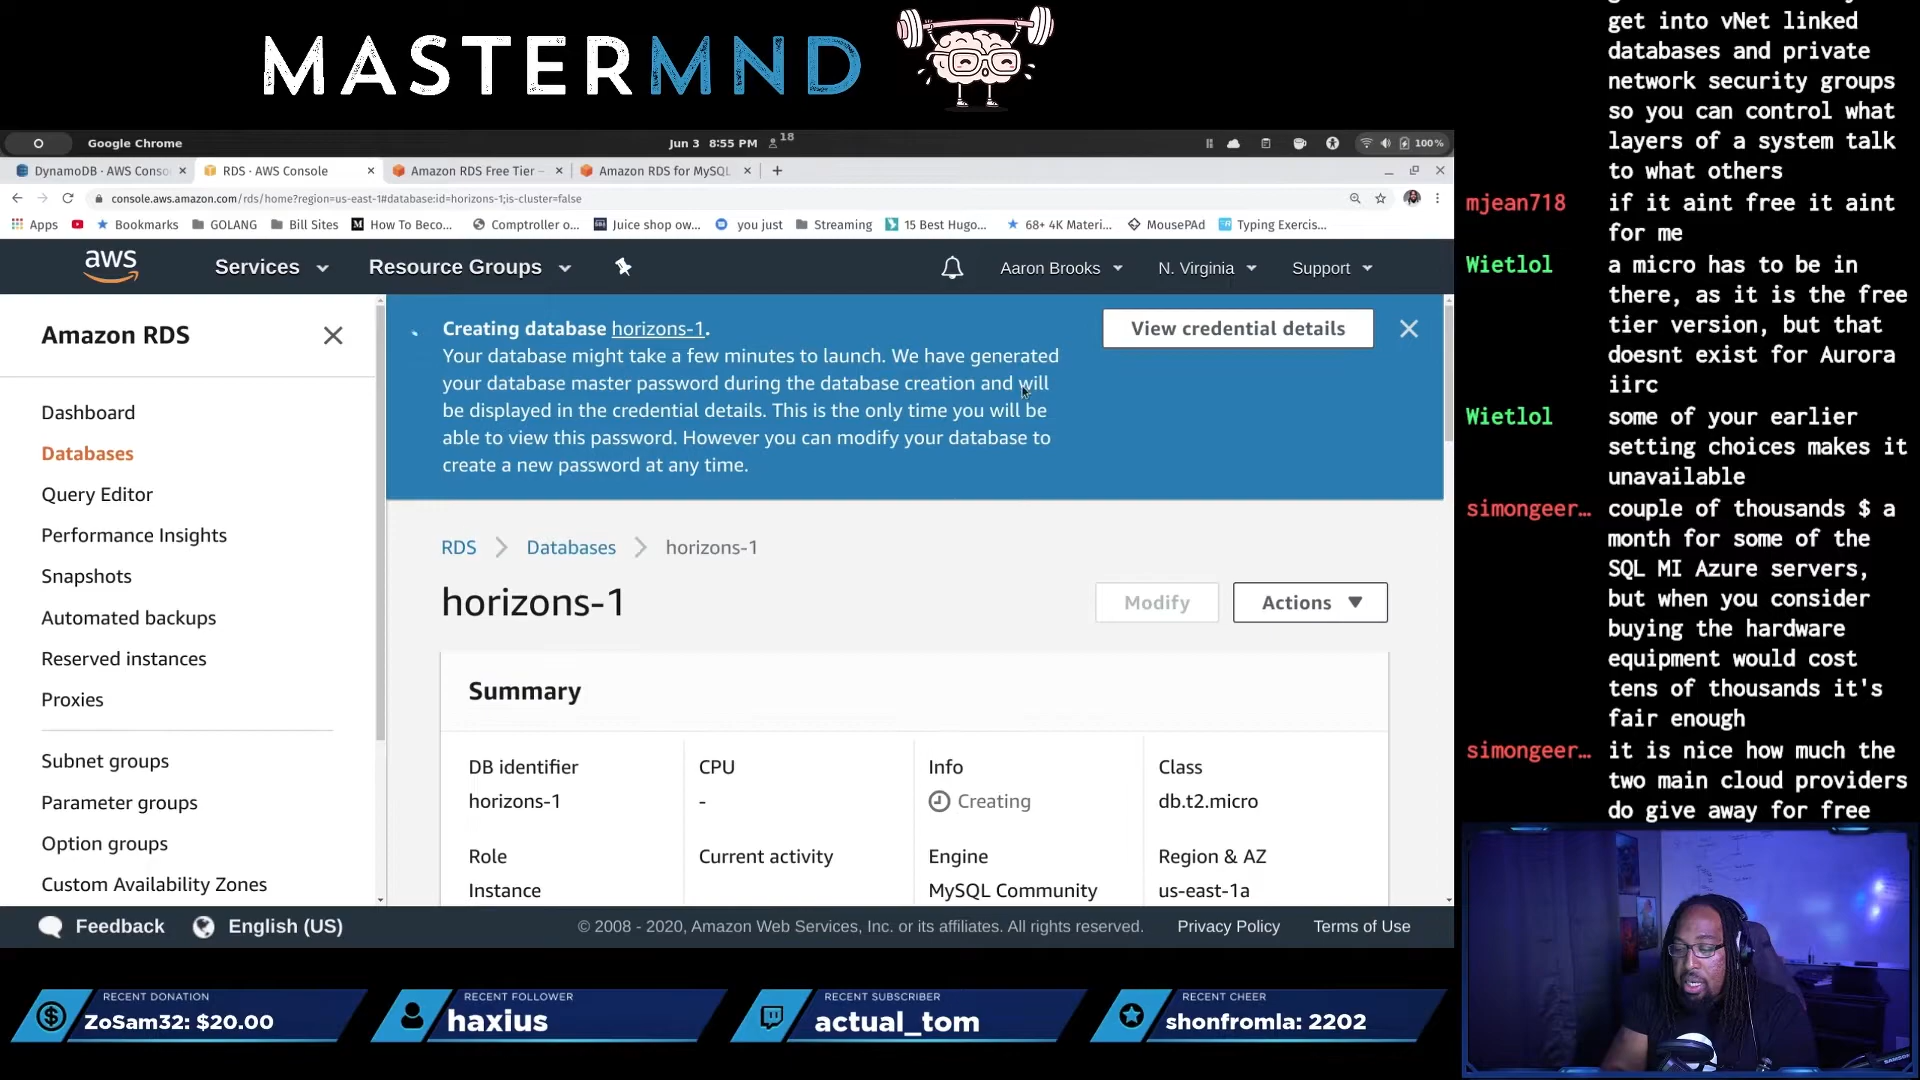 MASTERMND
Google Chrome
Jun 3 8:55 PM
18
100%
DynamoDB · AWS Conso
RDS · AWS Console
Amazon RDS Free Tier –
Amazon RDS for MySQL
console.aws.amazon.com/rds/home?region=us-east-1#database:id=horizons-1;is-cluster=false
Apps
Bookmarks
GOLANG
Bill Sites
How To Beco...
Comptroller o...
Juice shop ow...
you just
Streaming
15 Best Hugo...
68+ 4K Materi...
MousePAd
Typing Exercis...
aws
Services
Resource Groups
Aaron Brooks
N. Virginia
Support
Amazon RDS
Dashboard
Databases
Query Editor
Performance Insights
Snapshots
Automated backups
Reserved instances
Proxies
Subnet groups
Parameter groups
Option groups
Custom Availability Zones
Creating database horizons-1.
Your database might take a few minutes to launch. We have generated
your database master password during the database creation and will
be displayed in the credential details. This is the only time you will be
able to view this password. However you can modify your database to
create a new password at any time.
View credential details
RDS
Databases
horizons-1
horizons-1
Modify
Actions
Summary
DB identifier
horizons-1
CPU
-
Info
Creating
Class
db.t2.micro
Role
Instance
Current activity
Engine
MySQL Community
Region & AZ
us-east-1a
Feedback
English (US)
© 2008 - 2020, Amazon Web Services, Inc. or its affiliates. All rights reserved.
Privacy Policy
Terms of Use
get into vNet linked
databases and private
network security groups
so you can control what
layers of a system talk
to what others
mjean718 if it aint free it aint
for me
Wietlol a micro has to be in
there, as it is the free
tier version, but that
doesnt exist for Aurora
iirc
Wietlol some of your earlier
setting choices makes it
unavailable
simongeer… couple of thousands $ a
month for some of the
SQL MI Azure servers,
but when you consider
buying the hardware
equipment would cost
tens of thousands it's
fair enough
simongeer… it is nice how much the
two main cloud providers
do give away for free
RECENT DONATION
ZoSam32: $20.00
RECENT FOLLOWER
haxius
RECENT SUBSCRIBER
actual_tom
RECENT CHEER
shonfromla: 2202
SAMSON